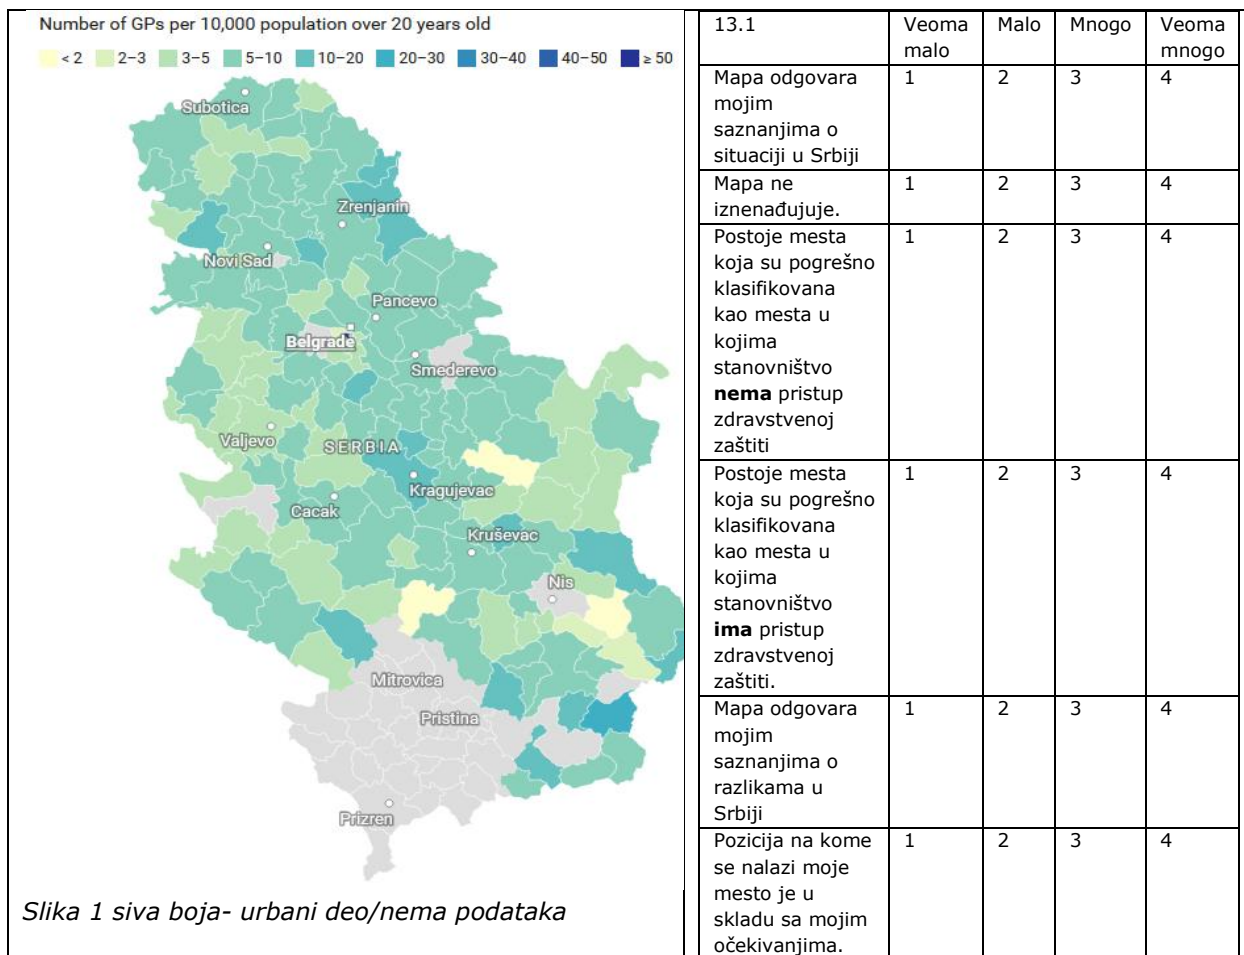 Number of GPs per 10,000 population over 20 years old
< 2 2–3 3–5 5–10 10–20 20–30 30–40 40–50 ≥ 50
Subotica
Zrenjanin
Novi Sad
Pancevo
Belgrade
Smederevo
Valjevo
SERBIA
Kragujevac
Cacak
Kruševac
Nis
Mitrovica
Pristina
Prizren
Slika 1 siva boja- urbani deo/nema podataka
13.1 Veoma malo Malo Mnogo Veoma mnogo
Mapa odgovara 1 2 3 4
mojim
saznanjima o
situaciji u Srbiji
Mapa ne 1 2 3 4
iznenađujuje.
Postoje mesta 1 2 3 4
koja su pogrešno
klasifikovana
kao mesta u
kojima
stanovništvo
nema pristup
zdravstvenoj
zaštiti
Postoje mesta 1 2 3 4
koja su pogrešno
klasifikovana
kao mesta u
kojima
stanovništvo
ima pristup
zdravstvenoj
zaštiti.
Mapa odgovara 1 2 3 4
mojim
saznanjima o
razlikama u
Srbiji
Pozicija na kome 1 2 3 4
se nalazi moje
mesto je u
skladu sa mojim
očekivanjima.